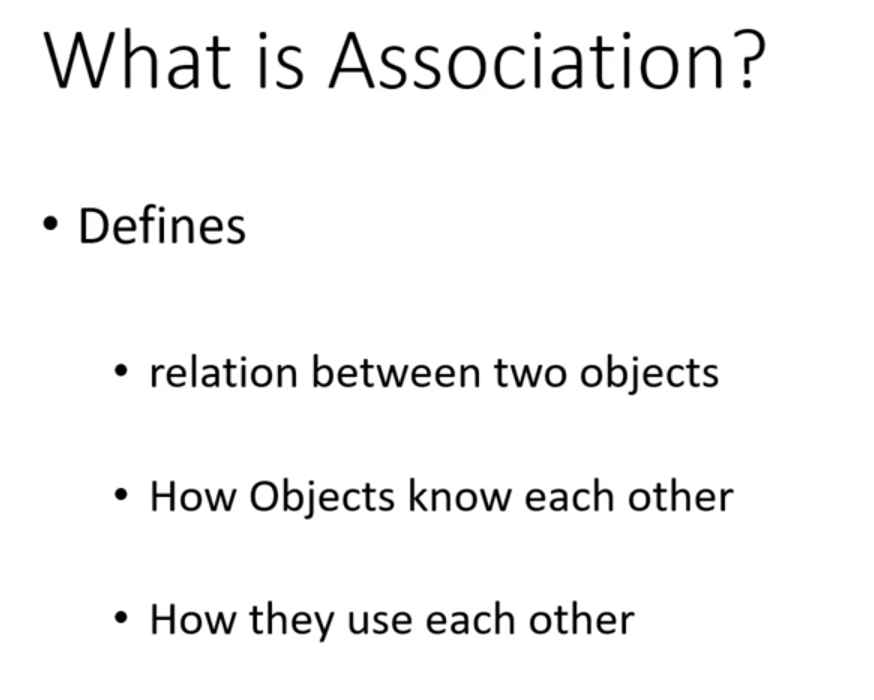 What is Association?
• Defines
• relation between two objects
• How Objects know each other
• How they use each other